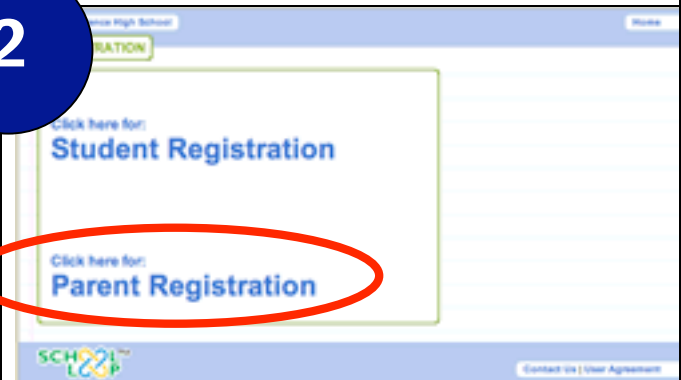 2
High School
Home
Click here for:
Student Registration
Click here for:
Parent Registration
SCHOOL
LOOP
Contact Us | User Agreement